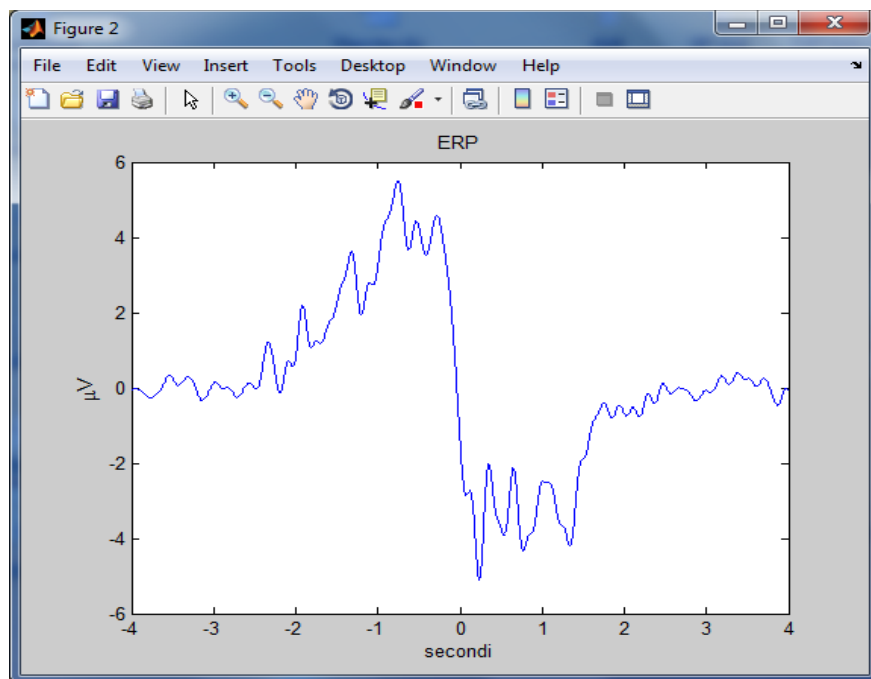 Figure 2
File Edit View Insert Tools Desktop Window Help
ERP
6
4
2
0
-2
-4
-6
µV
-4 -3 -2 -1 0 1 2 3 4
secondi